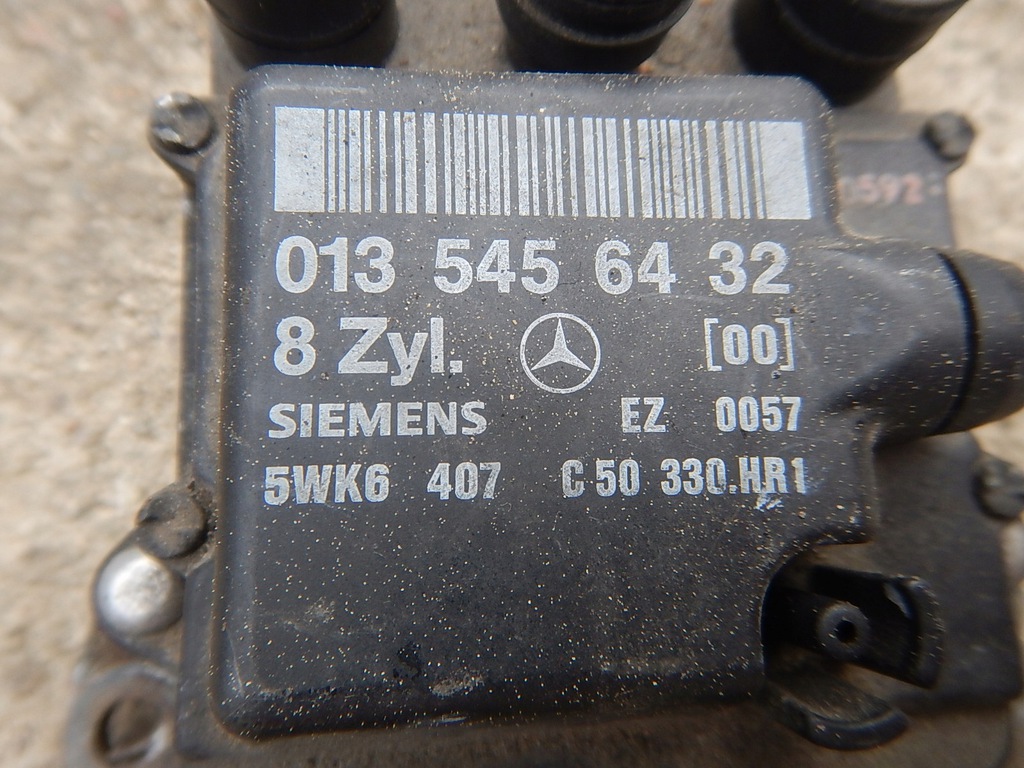 013 545 64 32
8 Zyl. [00]
SIEMENS EZ 0057
5WK6 407 C 50 330.HR1